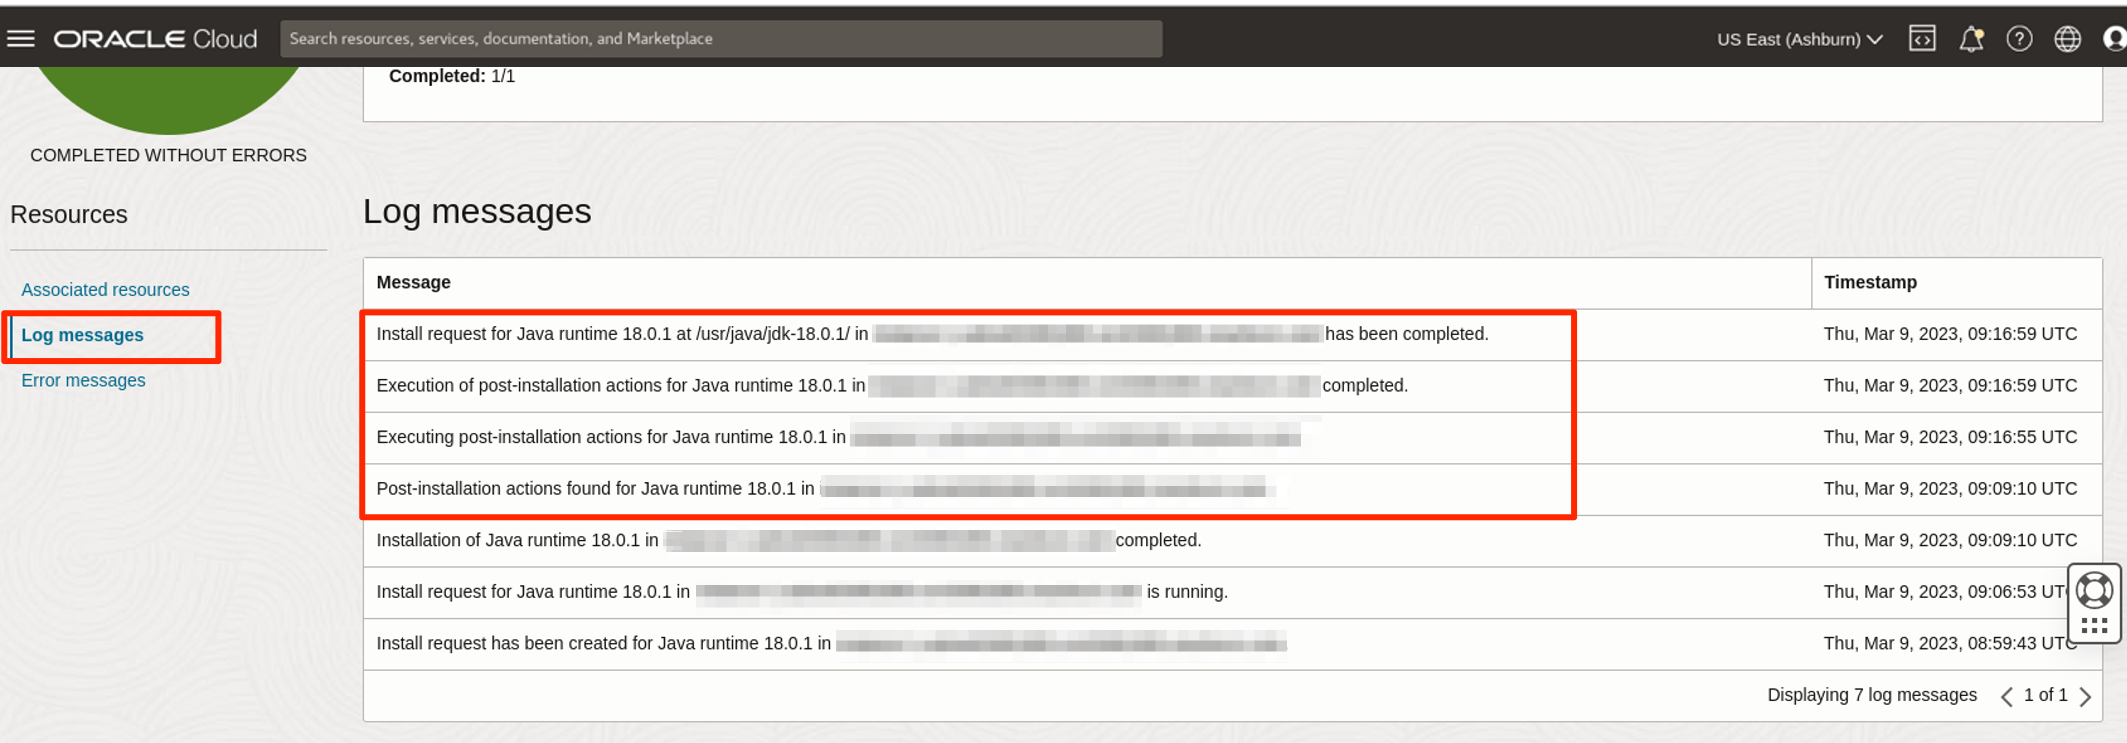 ORACLE Cloud
Search resources, services, documentation, and Marketplace
US East (Ashburn)
Completed: 1/1
COMPLETED WITHOUT ERRORS
Resources
Associated resources
Log messages
Error messages
Log messages
Message Timestamp
Install request for Java runtime 18.0.1 at /usr/java/jdk-18.0.1/ in has been completed. Thu, Mar 9, 2023, 09:16:59 UTC
Execution of post-installation actions for Java runtime 18.0.1 in completed. Thu, Mar 9, 2023, 09:16:59 UTC
Executing post-installation actions for Java runtime 18.0.1 in Thu, Mar 9, 2023, 09:16:55 UTC
Post-installation actions found for Java runtime 18.0.1 in Thu, Mar 9, 2023, 09:09:10 UTC
Installation of Java runtime 18.0.1 in completed. Thu, Mar 9, 2023, 09:09:10 UTC
Install request for Java runtime 18.0.1 in is running. Thu, Mar 9, 2023, 09:06:53 UTC
Install request has been created for Java runtime 18.0.1 in Thu, Mar 9, 2023, 08:59:43 UTC
Displaying 7 log messages 1 of 1